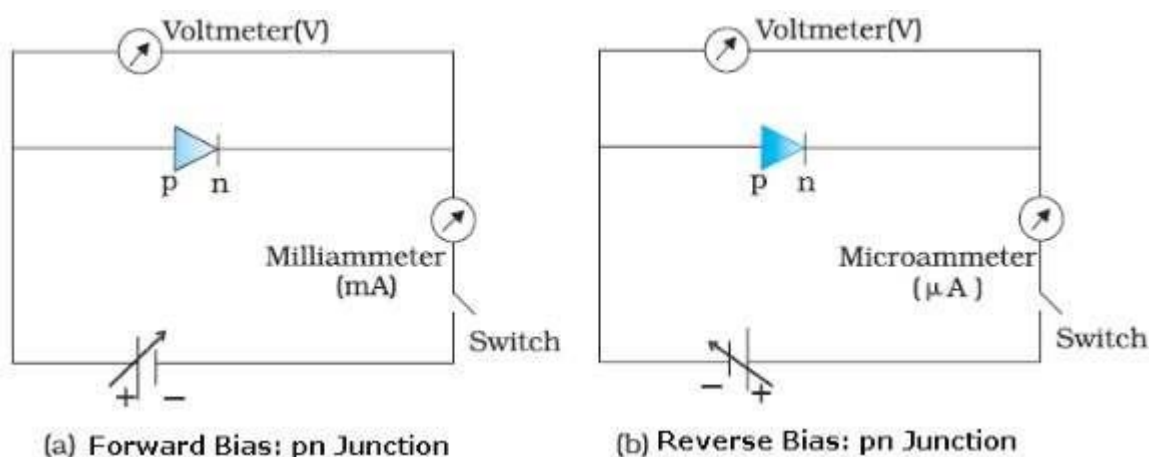 Voltmeter(V)
p n
Milliammeter
(mA)
Switch
+ −
(a) Forward Bias: pn Junction
Voltmeter(V)
p n
Microammeter
(μA)
Switch
− +
(b) Reverse Bias: pn Junction